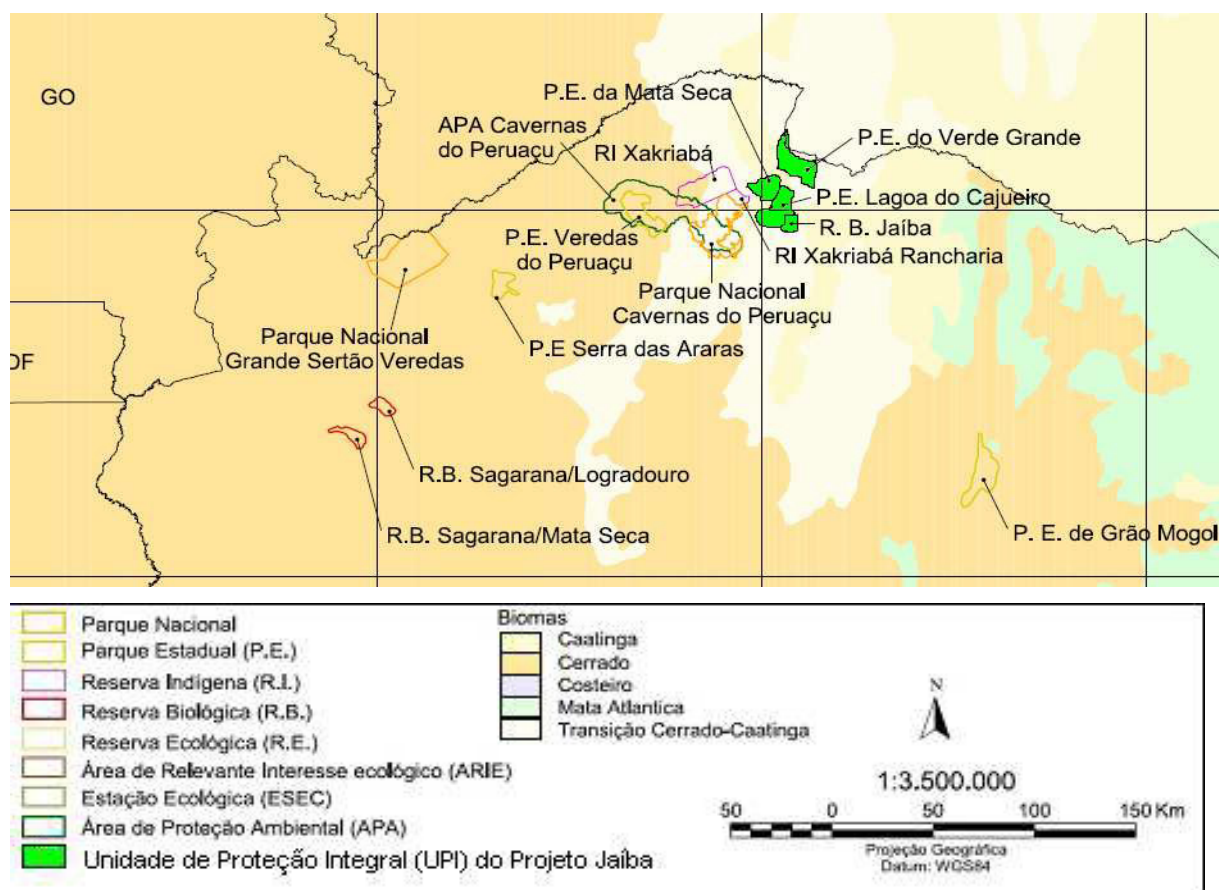 GO
P.E. da Mata Seca
APA Cavernas
do Peruaçu
RI Xakriabá
P.E. do Verde Grande
P.E. Lagoa do Cajueiro
R. B. Jaíba
RI Xakriabá Rancharia
P.E. Veredas
do Peruaçu
Parque Nacional
Cavernas do Peruaçu
Parque Nacional
Grande Sertão Veredas
P.E Serra das Araras
DF
R.B. Sagarana/Logradouro
R.B. Sagarana/Mata Seca
P. E. de Grão Mogol
Parque Nacional
Parque Estadual (P.E.)
Reserva Indígena (R.I.)
Reserva Biológica (R.B.)
Reserva Ecológica (R.E.)
Área de Relevante Interesse ecológico (ARIE)
Estação Ecológica (ESEC)
Área de Proteção Ambiental (APA)
Unidade de Proteção Integral (UPI) do Projeto Jaíba
Biomas
Caatinga
Cerrado
Costeiro
Mata Atlantica
Transição Cerrado-Caatinga
N
1:3.500.000
50 0 50 100 150 Km
Projeção Geográfica
Datum: WGS84